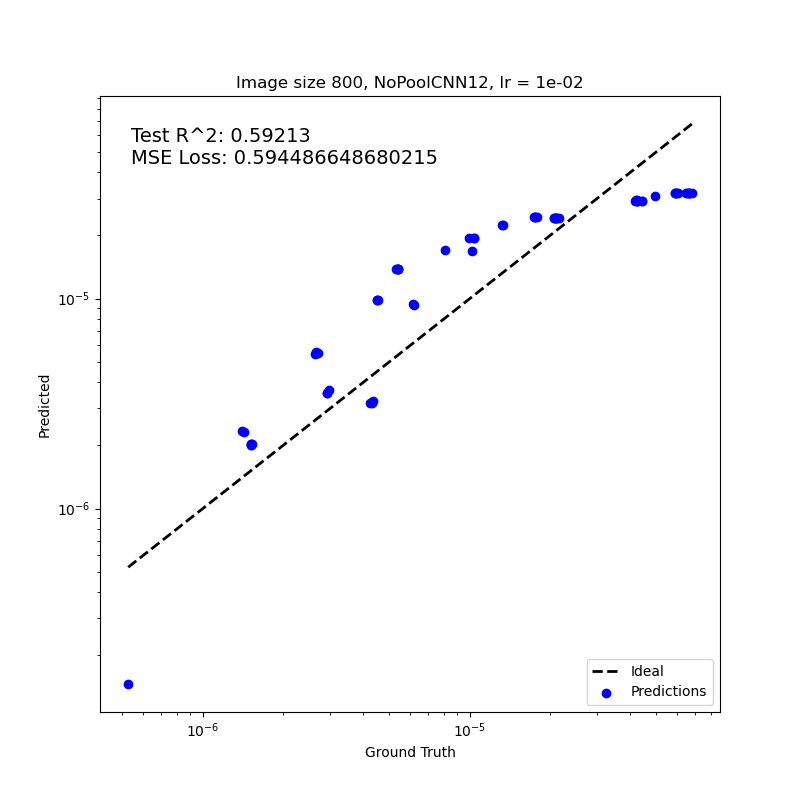 Image size 800, NoPoolCNN12, lr = 1e-02
Test R^2: 0.59213
MSE Loss: 0.594486648680215
Predicted
10⁻⁵
10⁻⁶
10⁻⁶
10⁻⁵
Ground Truth
Ideal
Predictions